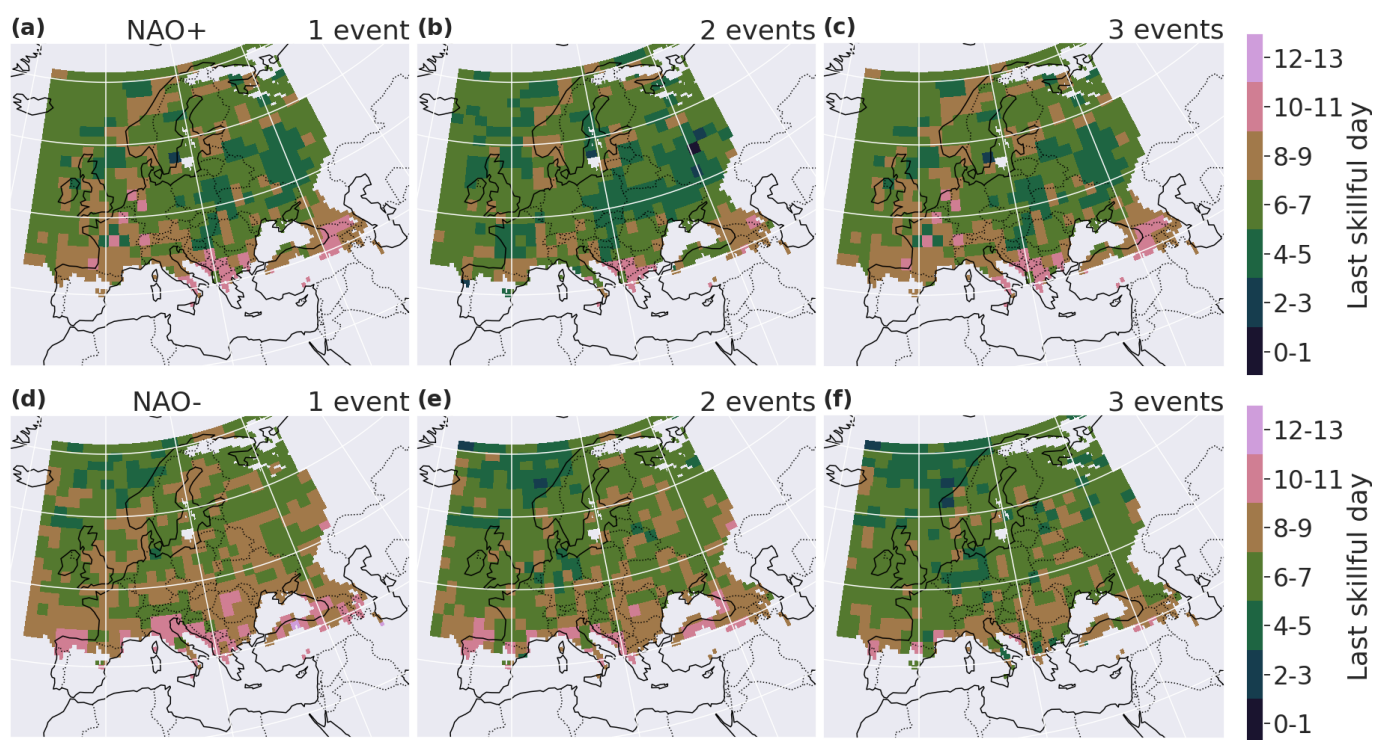 (a) NAO+ 1 event
(b) 2 events
(c) 3 events
12-13
10-11
8-9
6-7
4-5
2-3
0-1
Last skillful day
(d) NAO- 1 event
(e) 2 events
(f) 3 events
12-13
10-11
8-9
6-7
4-5
2-3
0-1
Last skillful day